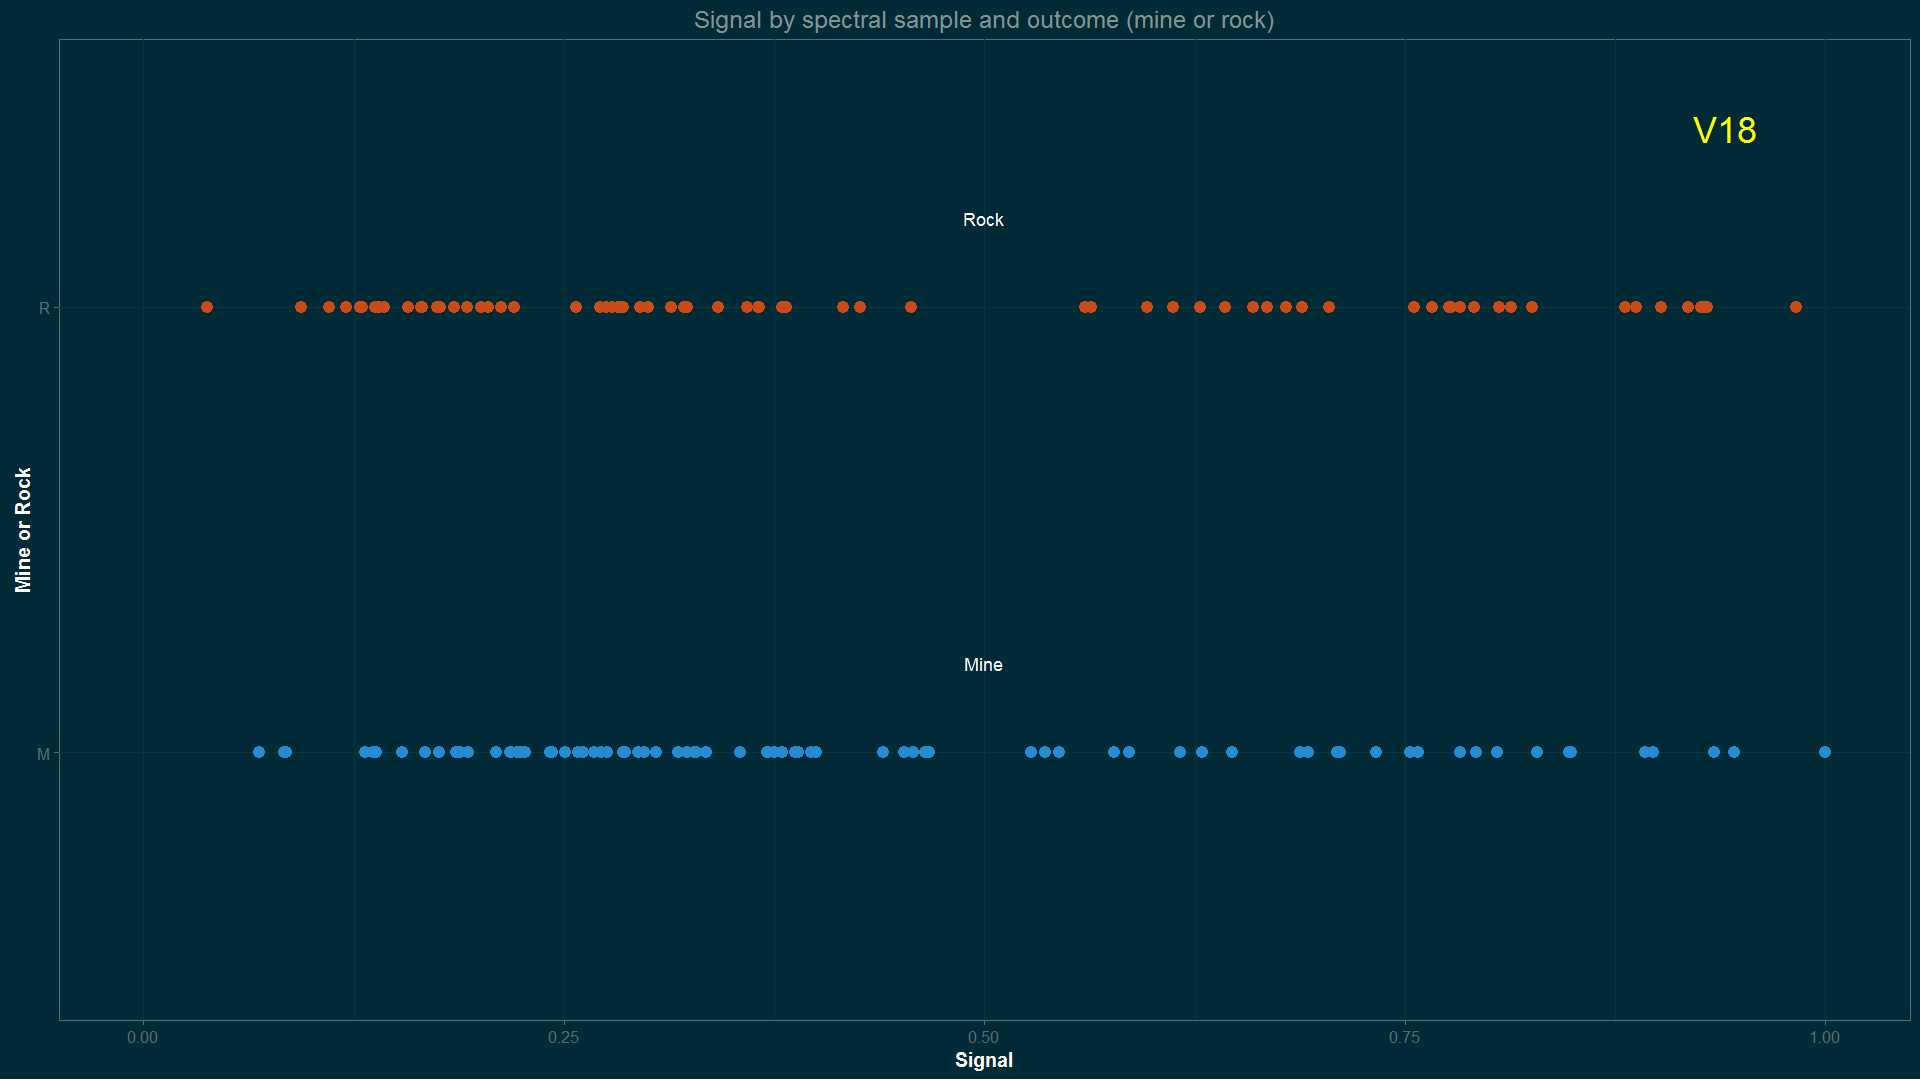 Signal by spectral sample and outcome (mine or rock)
V18
Rock
R
Mine or Rock
Mine
M
0.00 0.25 0.50 0.75 1.00
Signal